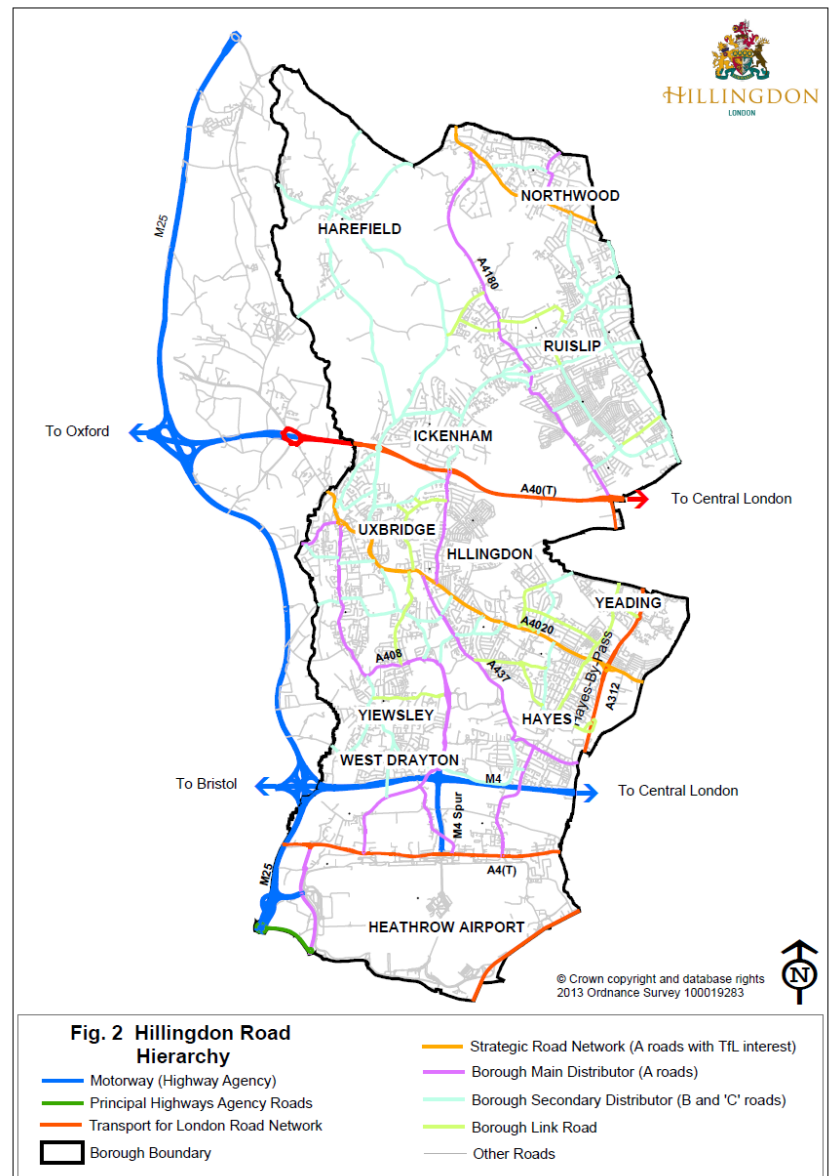 HILLINGDON
LONDON
M25
NORTHWOOD
HAREFIELD
A4180
RUISLIP
To Oxford
ICKENHAM
A40(T)
To Central London
UXBRIDGE
HLLINGDON
YEADING
A4020
A408
A437
Hayes-By-Pass
A312
YIEWSLEY
HAYES
WEST DRAYTON
To Bristol
M4
To Central London
M4 Spur
M25
A4(T)
HEATHROW AIRPORT
© Crown copyright and database rights
2013 Ordnance Survey 100019283
N
Fig. 2 Hillingdon Road
Hierarchy
Motorway (Highway Agency)
Principal Highways Agency Roads
Transport for London Road Network
Borough Boundary
Strategic Road Network (A roads with TfL interest)
Borough Main Distributor (A roads)
Borough Secondary Distributor (B and 'C' roads)
Borough Link Road
Other Roads